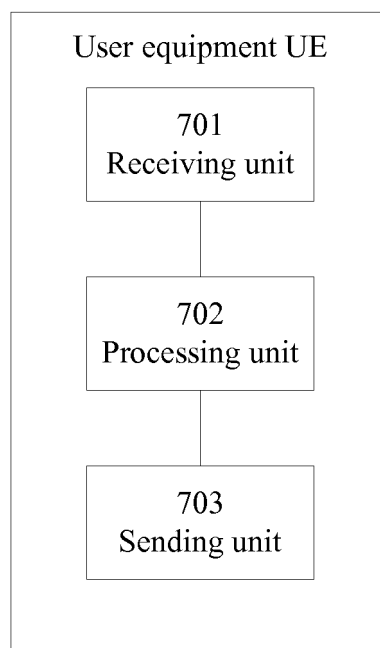 User equipment UE
701
Receiving unit
702
Processing unit
703
Sending unit